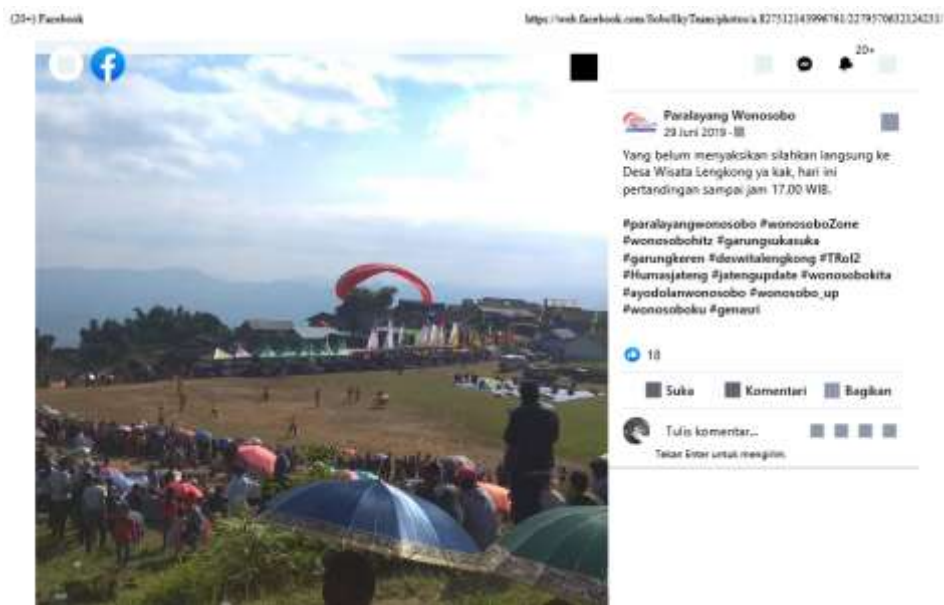 (20+) Facebook
20+
Paralayang Wonosobo
29 Juni 2019 ·
Yang belum menyaksikan silahkan langsung ke
Desa Wisata Lengkong ya kak, hari ini
pertandingan sampai jam 17.00 WIB.
#paralayangwonosobo #wonosoboZone
#wonosobohitz #garungsukasuka
#garungkeren #deswitalengkong #TRoI2
#Humasjateng #jatengupdate #wonosobokita
#ayodolanwonosobo #wonosobo_up
#wonosoboku #genauri
18
Suka Komentari Bagikan
Tulis komentar...
Tekan Enter untuk mengirim.